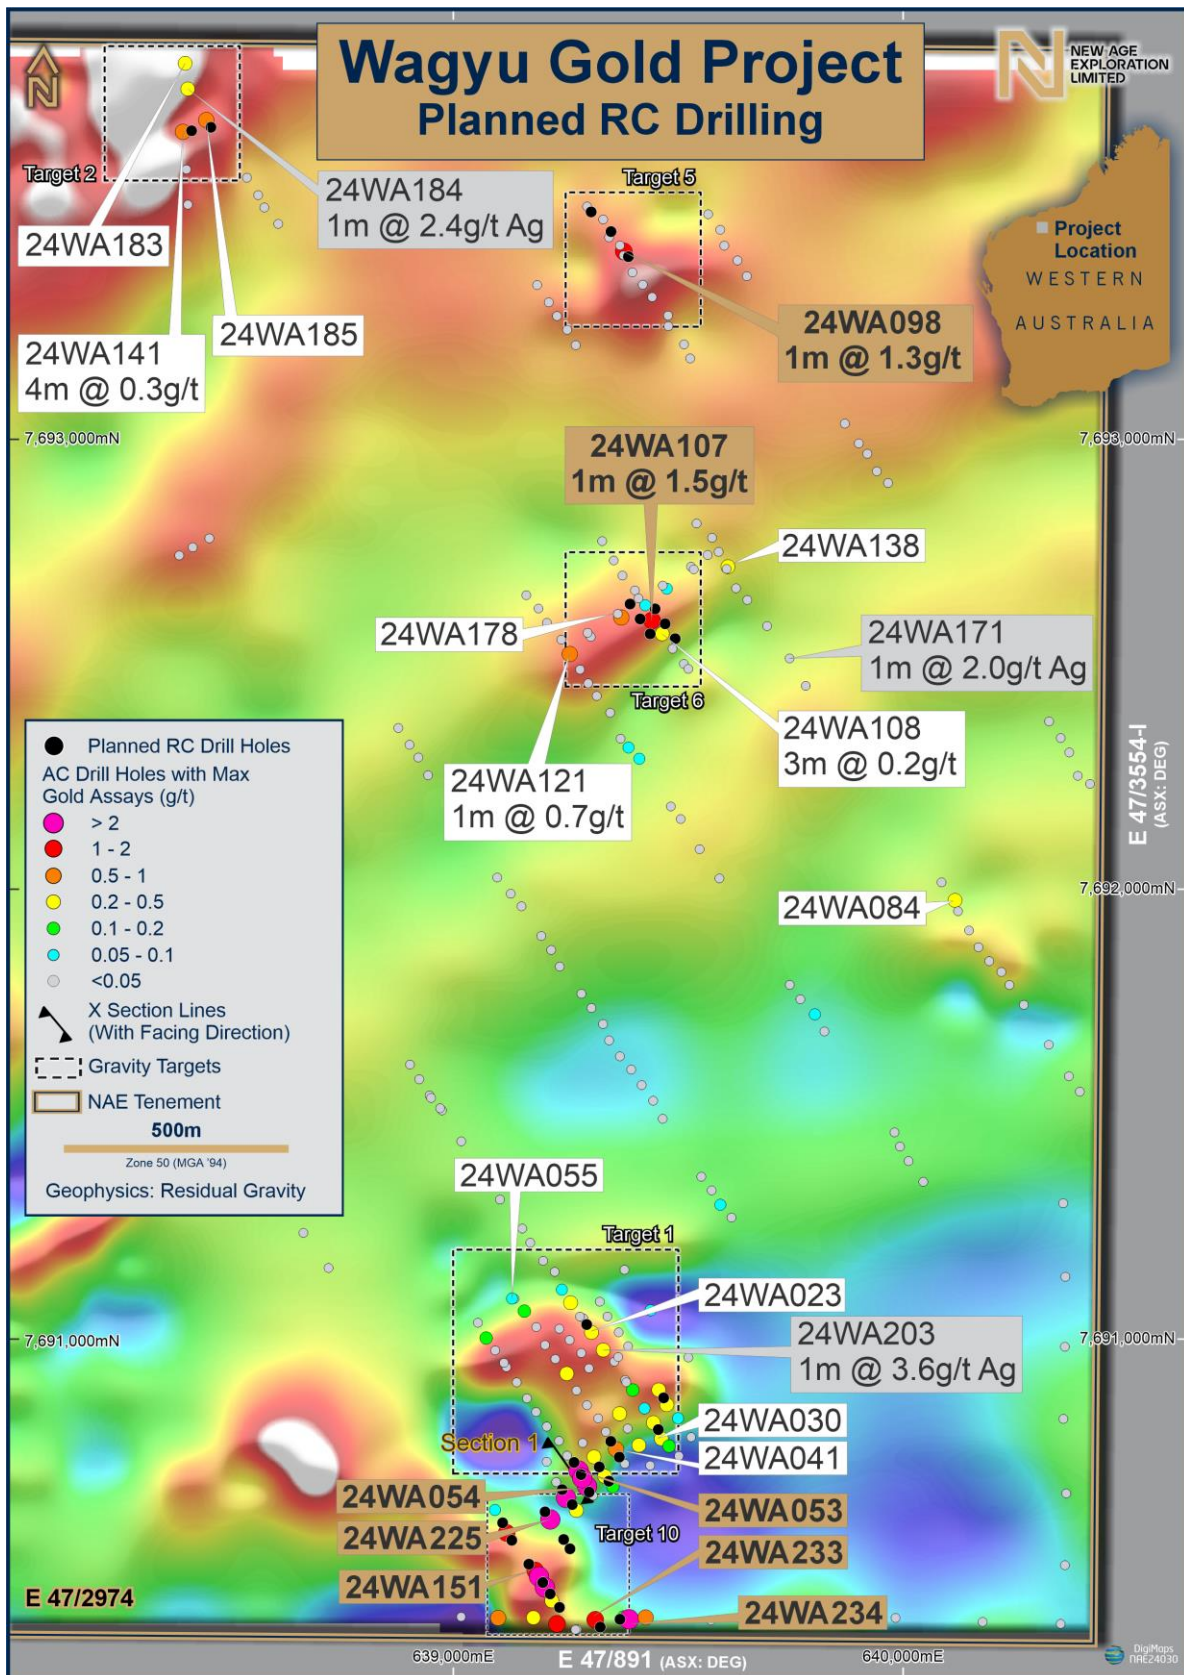 Wagyu Gold Project
Planned RC Drilling
NEW AGE
EXPLORATION
LIMITED
N
Target 2
24WA183
24WA184
1m @ 2.4g/t Ag
24WA185
24WA141
4m @ 0.3g/t
Target 5
24WA098
1m @ 1.3g/t
Project
Location
WESTERN
AUSTRALIA
7,693,000mN
7,693,000mN
24WA107
1m @ 1.5g/t
24WA138
24WA178
24WA171
1m @ 2.0g/t Ag
Target 6
24WA108
3m @ 0.2g/t
24WA121
1m @ 0.7g/t
E 47/3554-I
(ASX: DEG)
7,692,000mN
24WA084
Planned RC Drill Holes
AC Drill Holes with Max
Gold Assays (g/t)
> 2
1 - 2
0.5 - 1
0.2 - 0.5
0.1 - 0.2
0.05 - 0.1
<0.05
X Section Lines
(With Facing Direction)
Gravity Targets
NAE Tenement
500m
Zone 50 (MGA '94)
Geophysics: Residual Gravity
24WA055
Target 1
24WA023
7,691,000mN
7,691,000mN
24WA203
1m @ 3.6g/t Ag
24WA030
Section 1
24WA041
24WA054
24WA053
24WA225
Target 10
24WA233
24WA151
24WA234
E 47/2974
639,000mE
E 47/891 (ASX: DEG)
640,000mE
DigiMaps
NAE24030